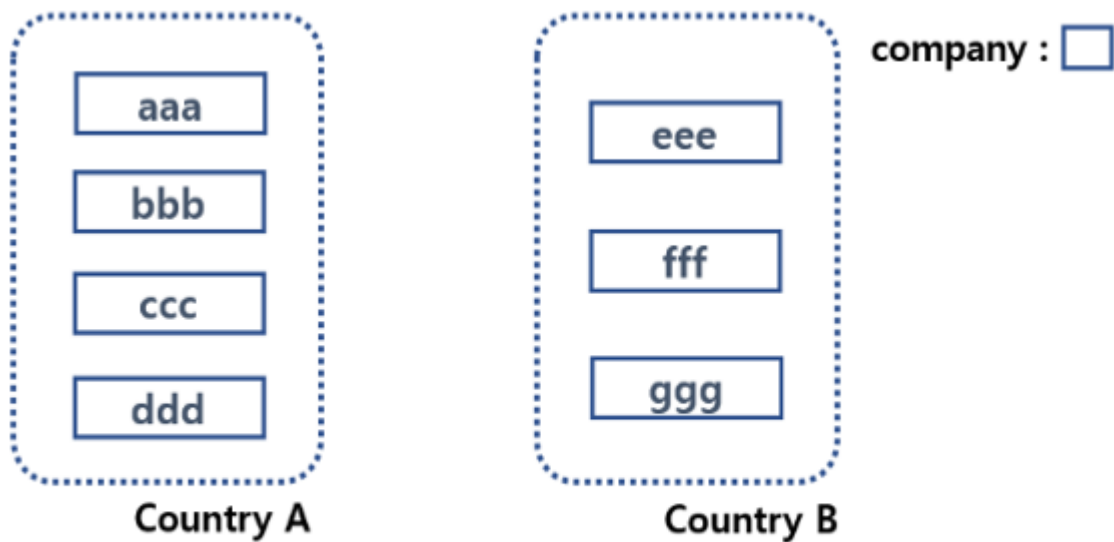 company :
aaa
bbb
ccc
ddd
Country A
eee
fff
ggg
Country B